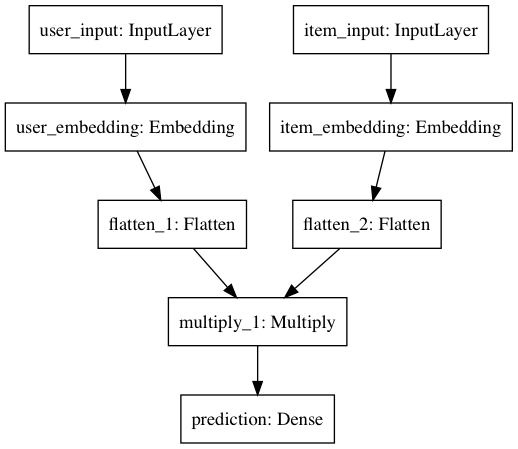 user_input: InputLayer
item_input: InputLayer
user_embedding: Embedding
item_embedding: Embedding
flatten_1: Flatten
flatten_2: Flatten
multiply_1: Multiply
prediction: Dense